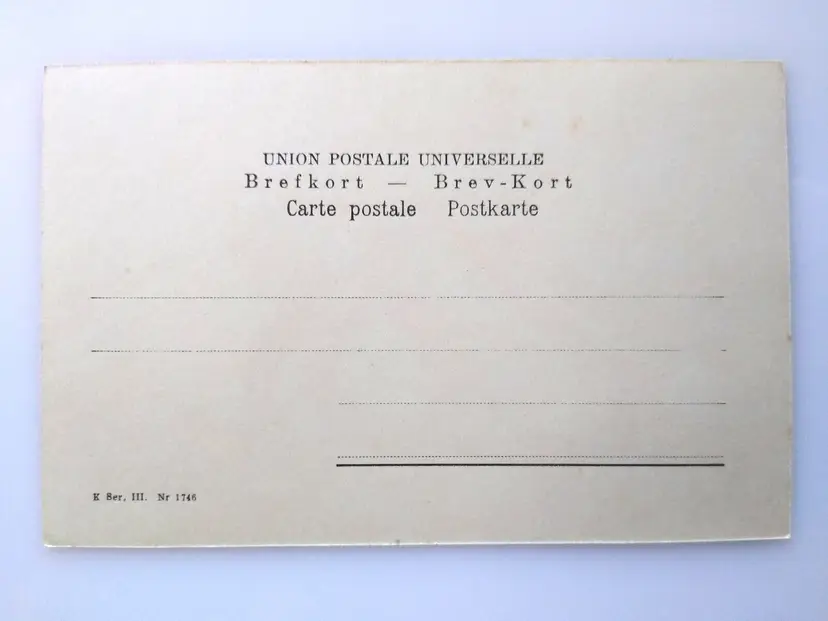 UNION POSTALE UNIVERSELLE
Brefkort — Brev-Kort
Carte postale Postkarte
K Ser, III. Nr 1746